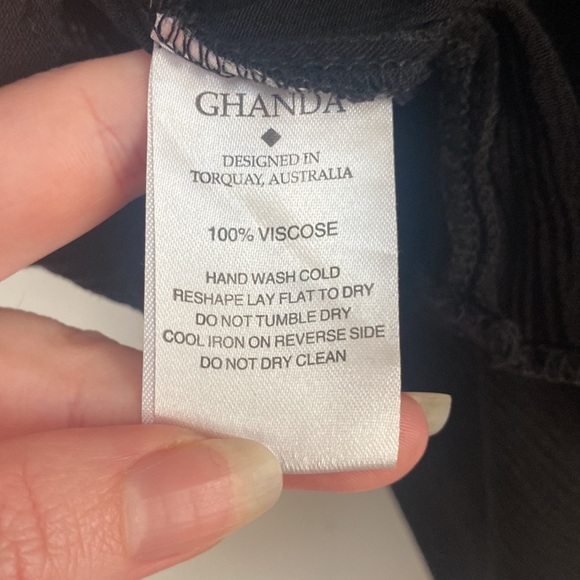 GHANDA
DESIGNED IN
TORQUAY, AUSTRALIA
100% VISCOSE
HAND WASH COLD
RESHAPE LAY FLAT TO DRY
DO NOT TUMBLE DRY
COOL IRON ON REVERSE SIDE
DO NOT DRY CLEAN